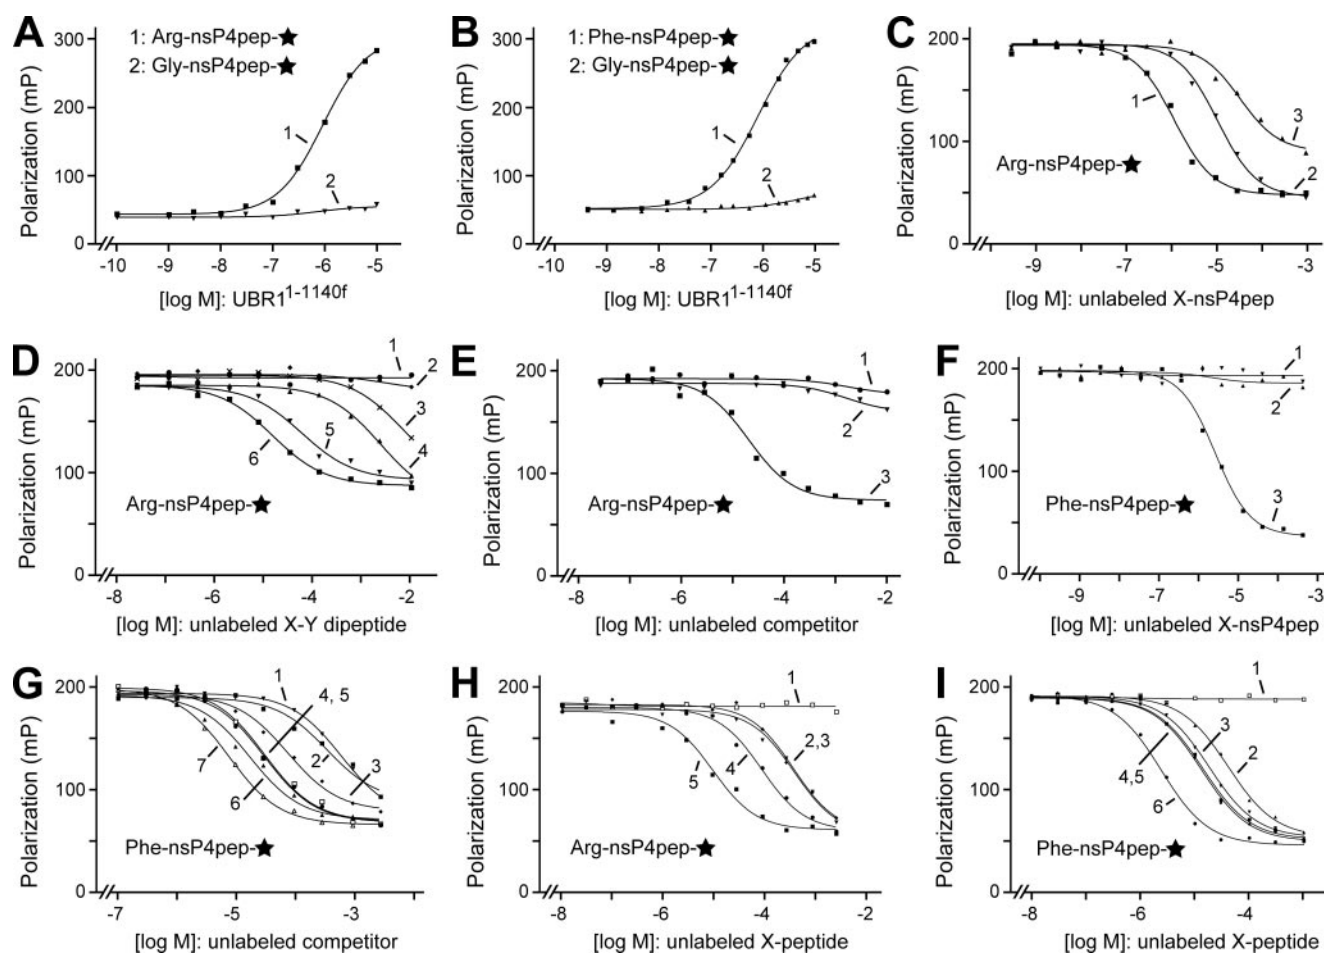 A
Polarization (mP)
300
200
100
0
1: Arg-nsP4pep-★
2: Gly-nsP4pep-★
1
2
-10 -9 -8 -7 -6 -5
[log M]: UBR1¹⁻¹¹⁴⁰ᶠ
B
Polarization (mP)
300
200
100
0
1: Phe-nsP4pep-★
2: Gly-nsP4pep-★
1
2
-10 -9 -8 -7 -6 -5
[log M]: UBR1¹⁻¹¹⁴⁰ᶠ
C
Polarization (mP)
200
100
0
1
3
2
Arg-nsP4pep-★
-9 -7 -5 -3
[log M]: unlabeled X-nsP4pep
D
Polarization (mP)
200
100
0
1
2
3
4
5
6
Arg-nsP4pep-★
-8 -6 -4 -2
[log M]: unlabeled X-Y dipeptide
E
Polarization (mP)
200
100
0
1
2
3
Arg-nsP4pep-★
-8 -6 -4 -2
[log M]: unlabeled competitor
F
Polarization (mP)
200
100
0
1
2
3
Phe-nsP4pep-★
-9 -7 -5 -3
[log M]: unlabeled X-nsP4pep
G
Polarization (mP)
200
100
0
1
4, 5
2
3
7
6
Phe-nsP4pep-★
-7 -5 -3
[log M]: unlabeled competitor
H
Polarization (mP)
200
100
0
1
2,3
4
5
Arg-nsP4pep-★
-8 -6 -4 -2
[log M]: unlabeled X-peptide
I
Polarization (mP)
200
100
0
1
3
2
4,5
6
Phe-nsP4pep-★
-8 -6 -4
[log M]: unlabeled X-peptide